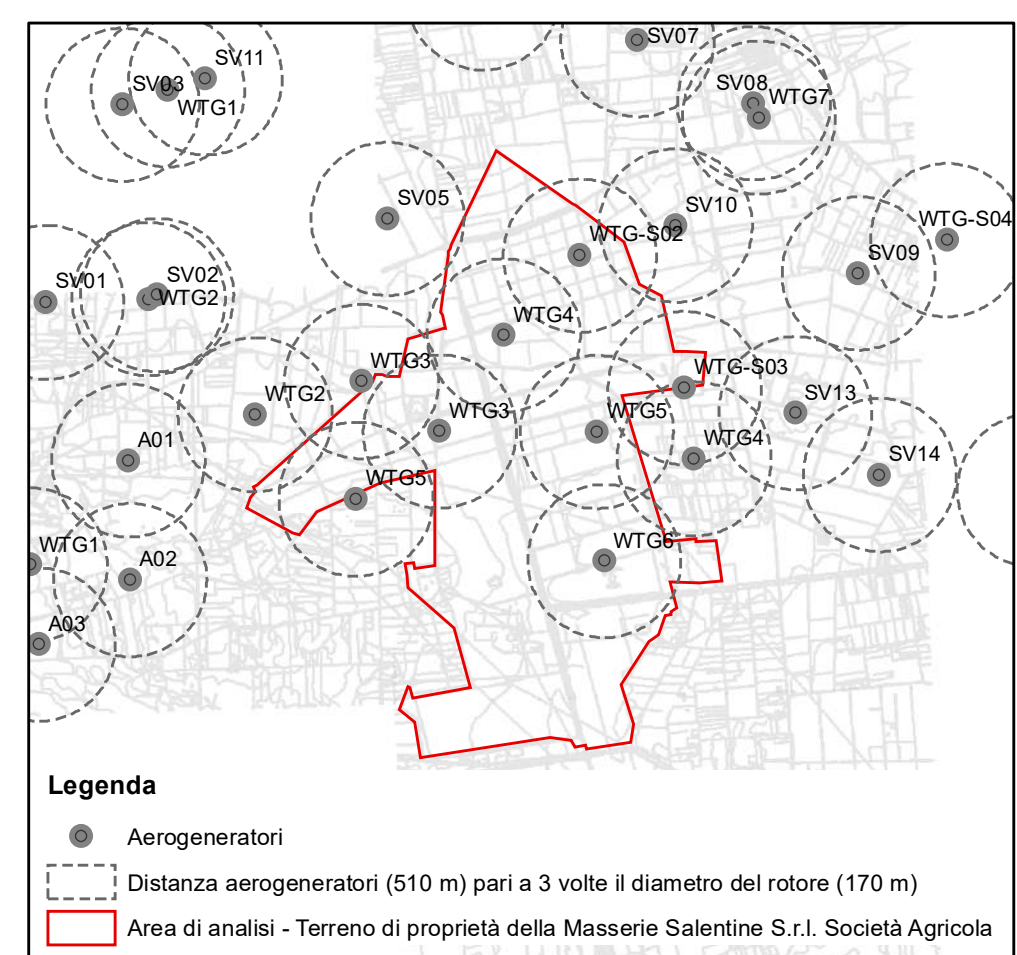 SV07
SV11
SV03
WTG1
SV08
WTG7
SV05
SV10
WTG-S02
WTG-S04
SV09
SV01
SV02
WTG2
WTG4
WTG3
WTG-S03
WTG2
WTG3
WTG5
SV13
A01
WTG4
SV14
WTG5
WTG1
A02
WTG6
A03
Legenda
Aerogeneratori
Distanza aerogeneratori (510 m) pari a 3 volte il diametro del rotore (170 m)
Area di analisi - Terreno di proprietà della Masserie Salentine S.r.l. Società Agricola